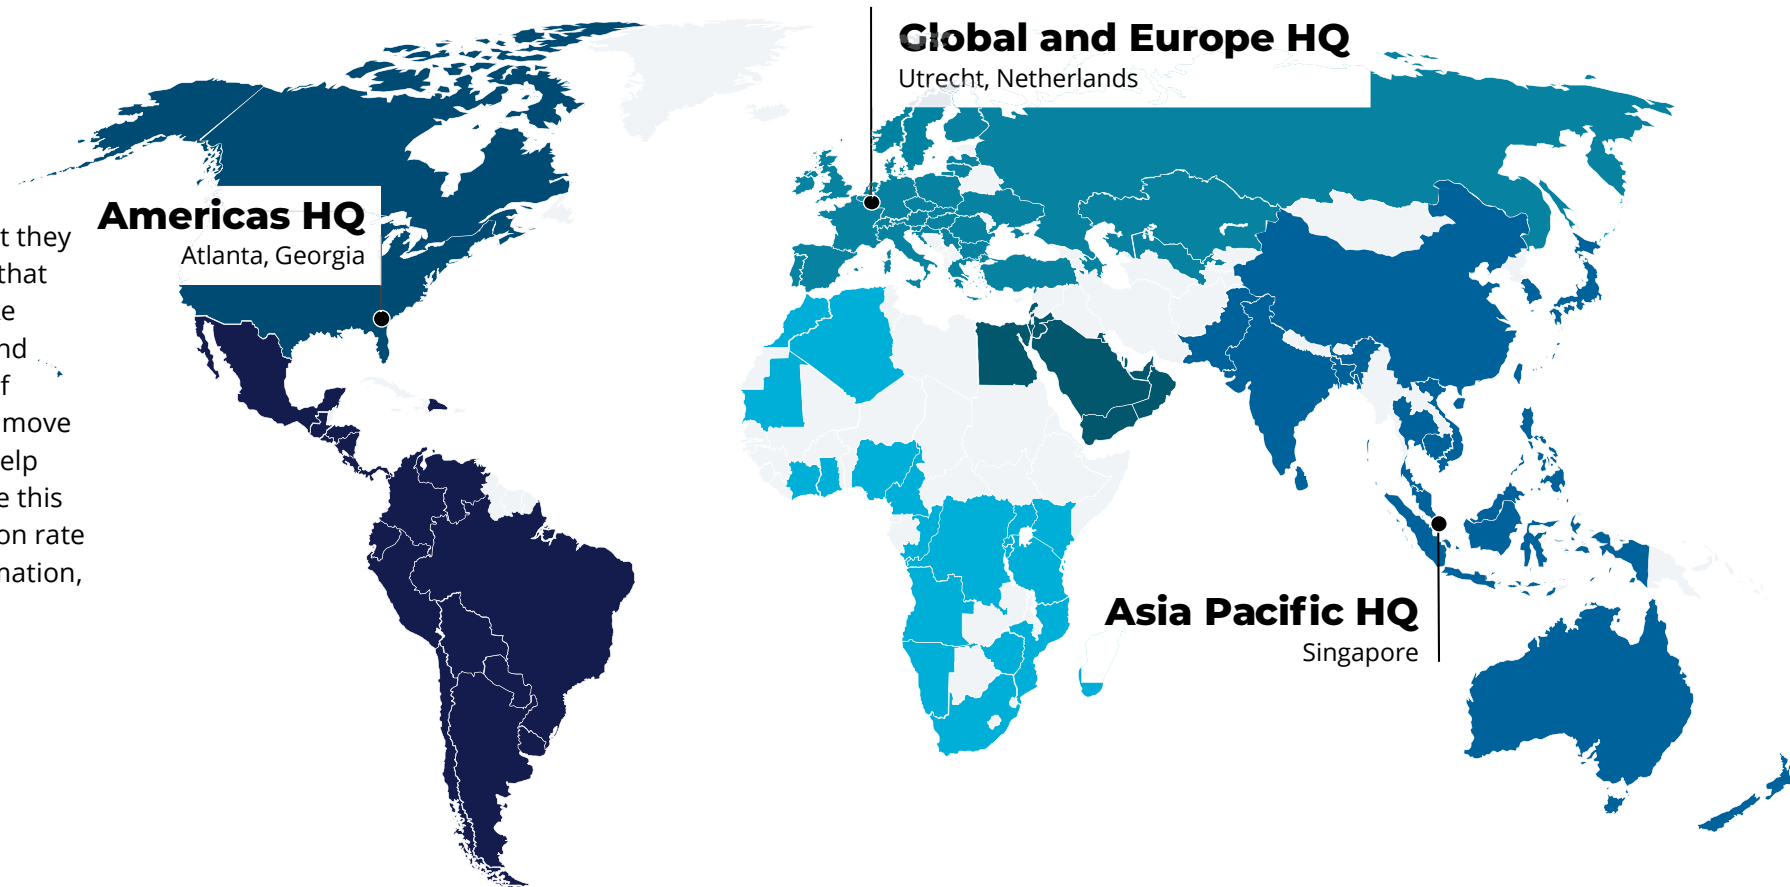 Global and Europe HQ
Utrecht, Netherlands
Americas HQ
Atlanta, Georgia
t they
that
nd
f
move
elp
e this
on rate
nation,
Asia Pacific HQ
Singapore